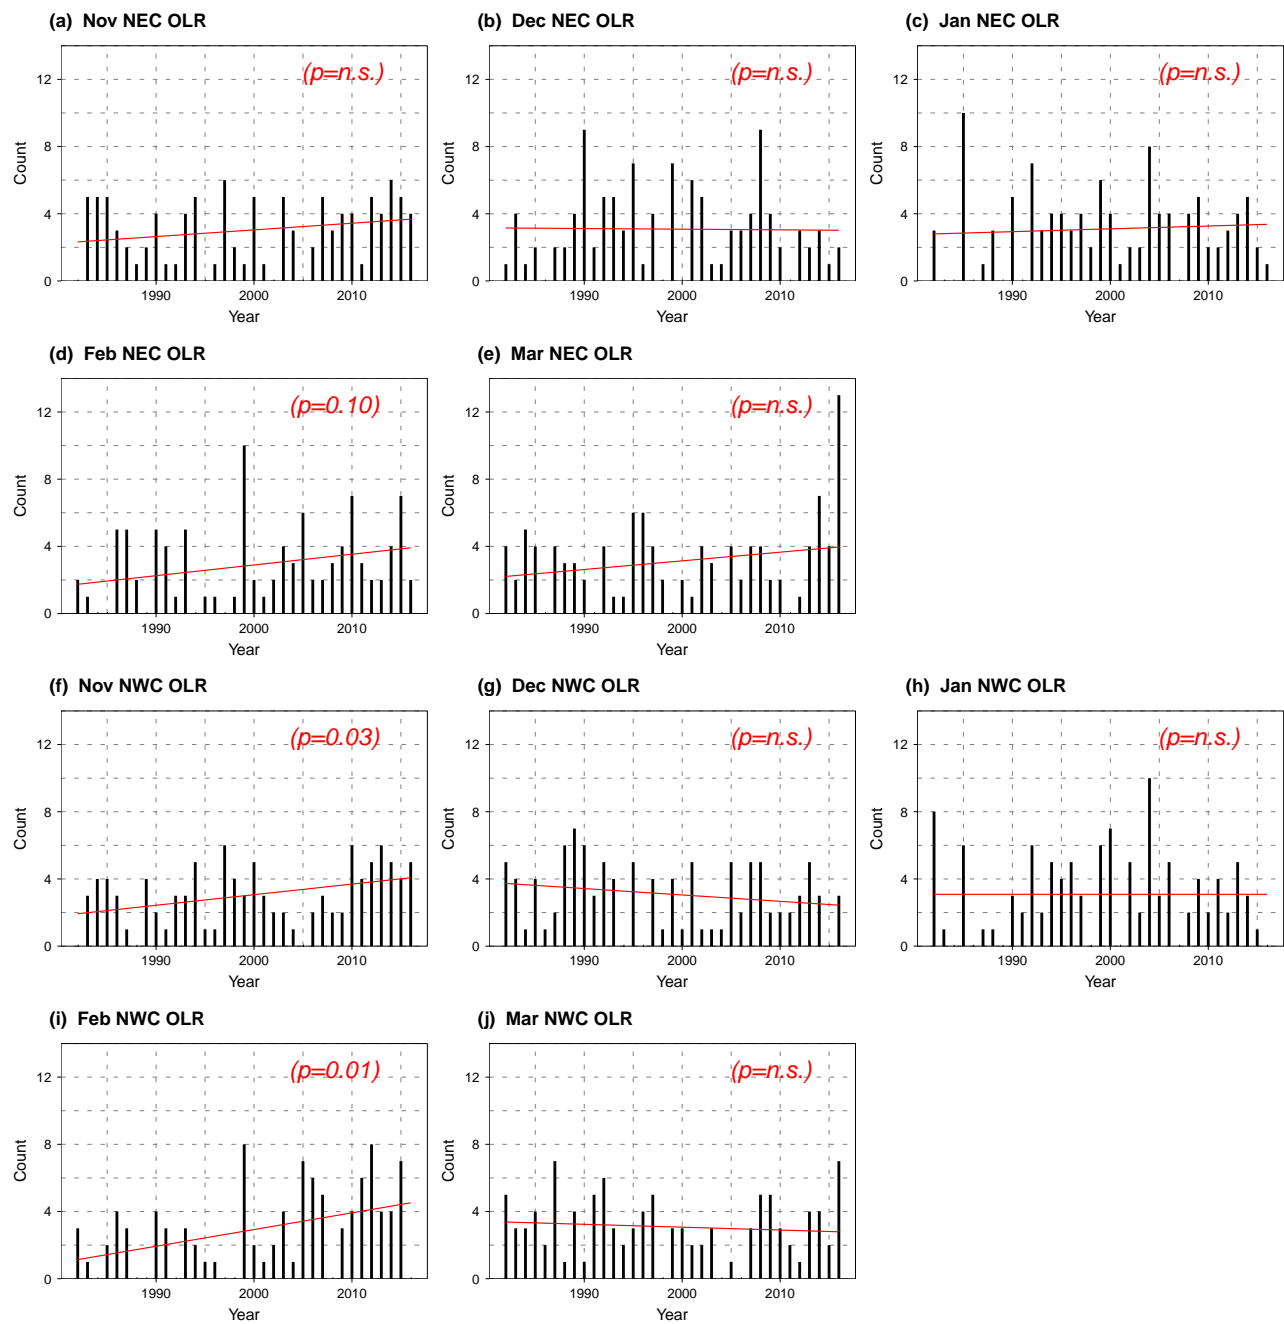 (a) Nov NEC OLR
(b) Dec NEC OLR
(c) Jan NEC OLR
(p=n.s.)
(p=n.s.)
(p=n.s.)
Count
12
8
4
0
1990
2000
2010
Year
Count
12
8
4
0
1990
2000
2010
Year
Count
12
8
4
0
1990
2000
2010
Year
(d) Feb NEC OLR
(e) Mar NEC OLR
(p=0.10)
(p=n.s.)
Count
12
8
4
0
1990
2000
2010
Year
Count
12
8
4
0
1990
2000
2010
Year
(f) Nov NWC OLR
(g) Dec NWC OLR
(h) Jan NWC OLR
(p=0.03)
(p=n.s.)
(p=n.s.)
Count
12
8
4
0
1990
2000
2010
Year
Count
12
8
4
0
1990
2000
2010
Year
Count
12
8
4
0
1990
2000
2010
Year
(i) Feb NWC OLR
(j) Mar NWC OLR
(p=0.01)
(p=n.s.)
Count
12
8
4
0
1990
2000
2010
Year
Count
12
8
4
0
1990
2000
2010
Year